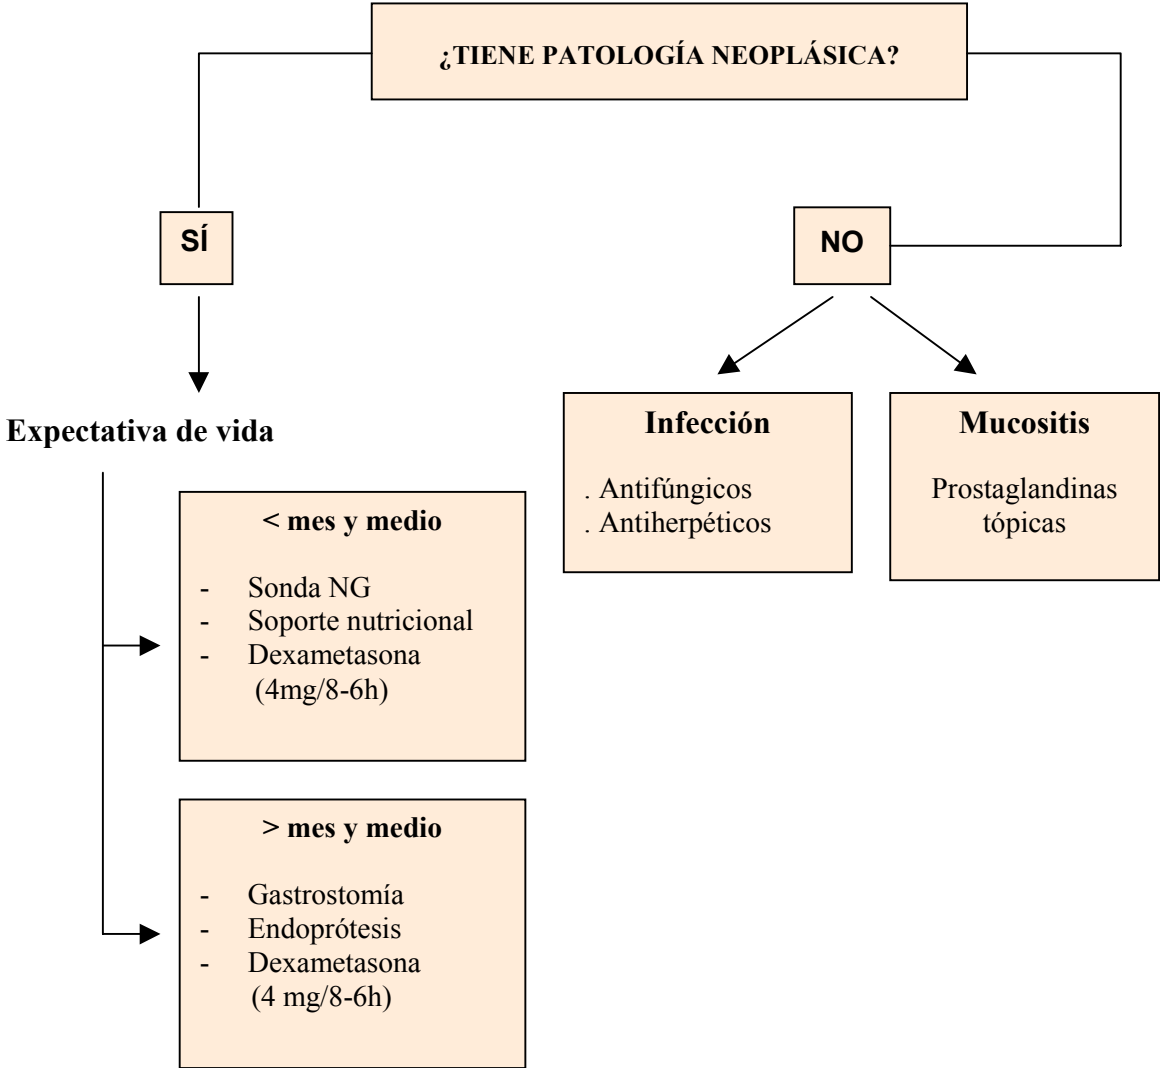 ¿TIENE PATOLOGÍA NEOPLÁSICA?
SÍ
NO
Expectativa de vida
< mes y medio
- Sonda NG
- Soporte nutricional
- Dexametasona
(4mg/8-6h)
> mes y medio
- Gastrostomía
- Endoprótesis
- Dexametasona
(4 mg/8-6h)
Infección
. Antifúngicos
. Antiherpéticos
Mucositis
Prostaglandinas
tópicas